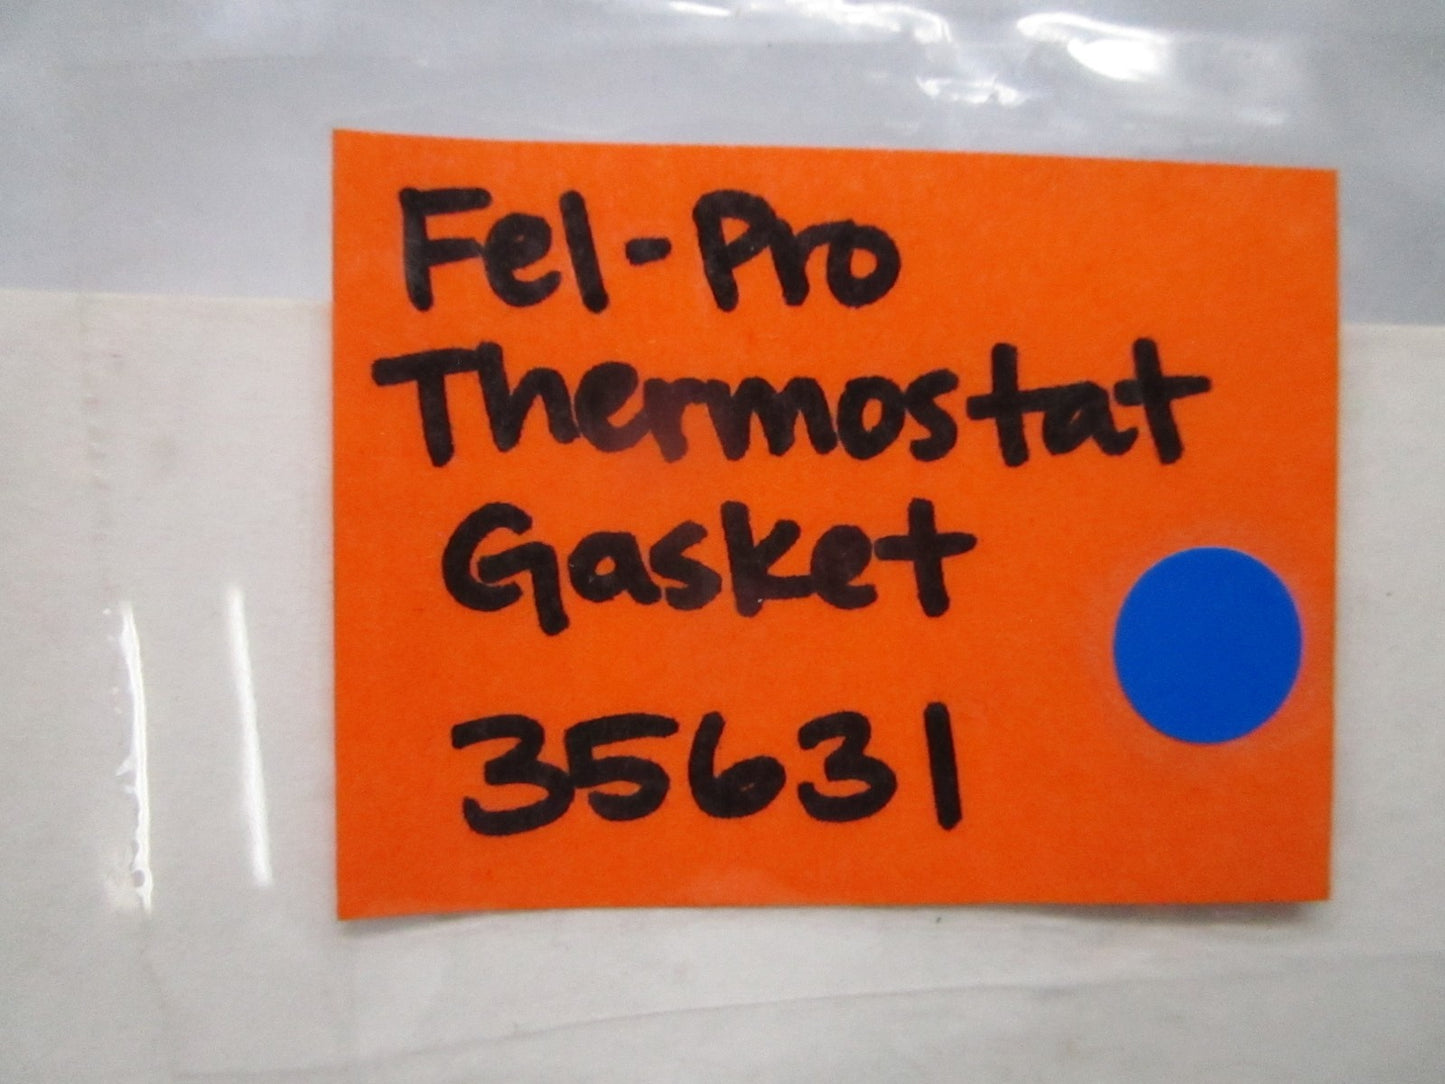 Fel-Pro
Thermostat
Gasket
35631